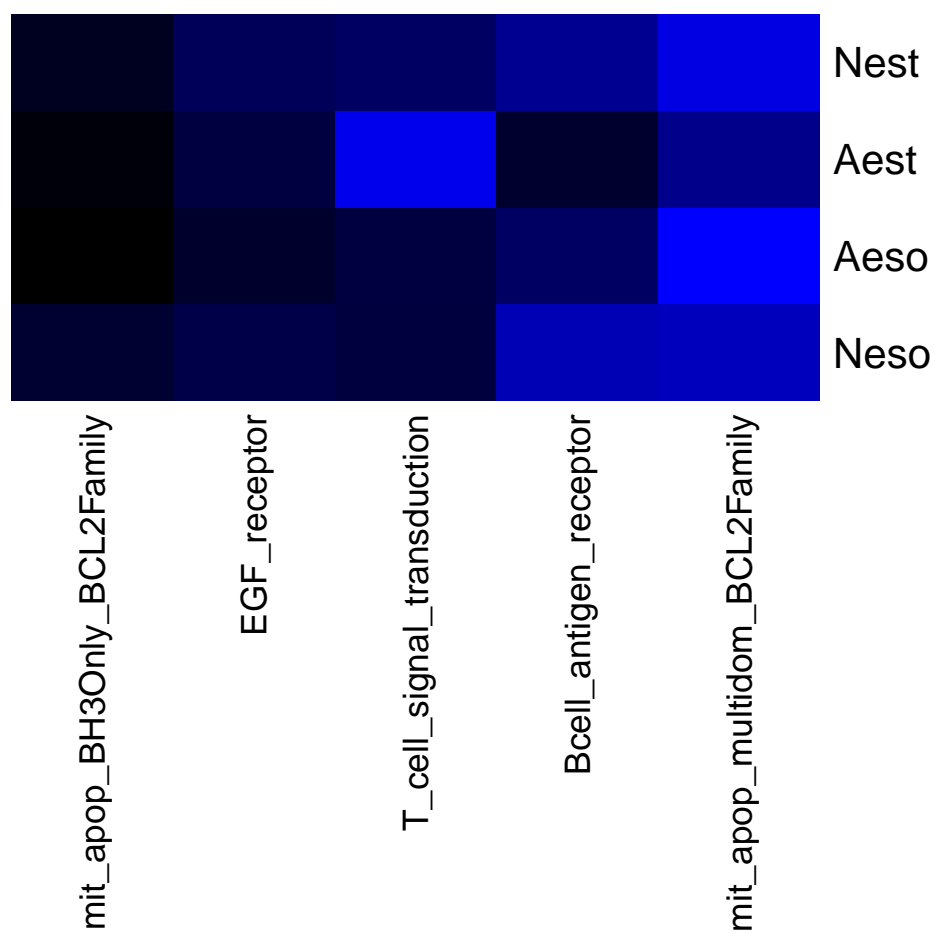 Nest
Aest
Aeso
Neso
mit_apop_BH3Only_BCL2Family
EGF_receptor
T_cell_signal_transduction
Bcell_antigen_receptor
mit_apop_multidom_BCL2Family